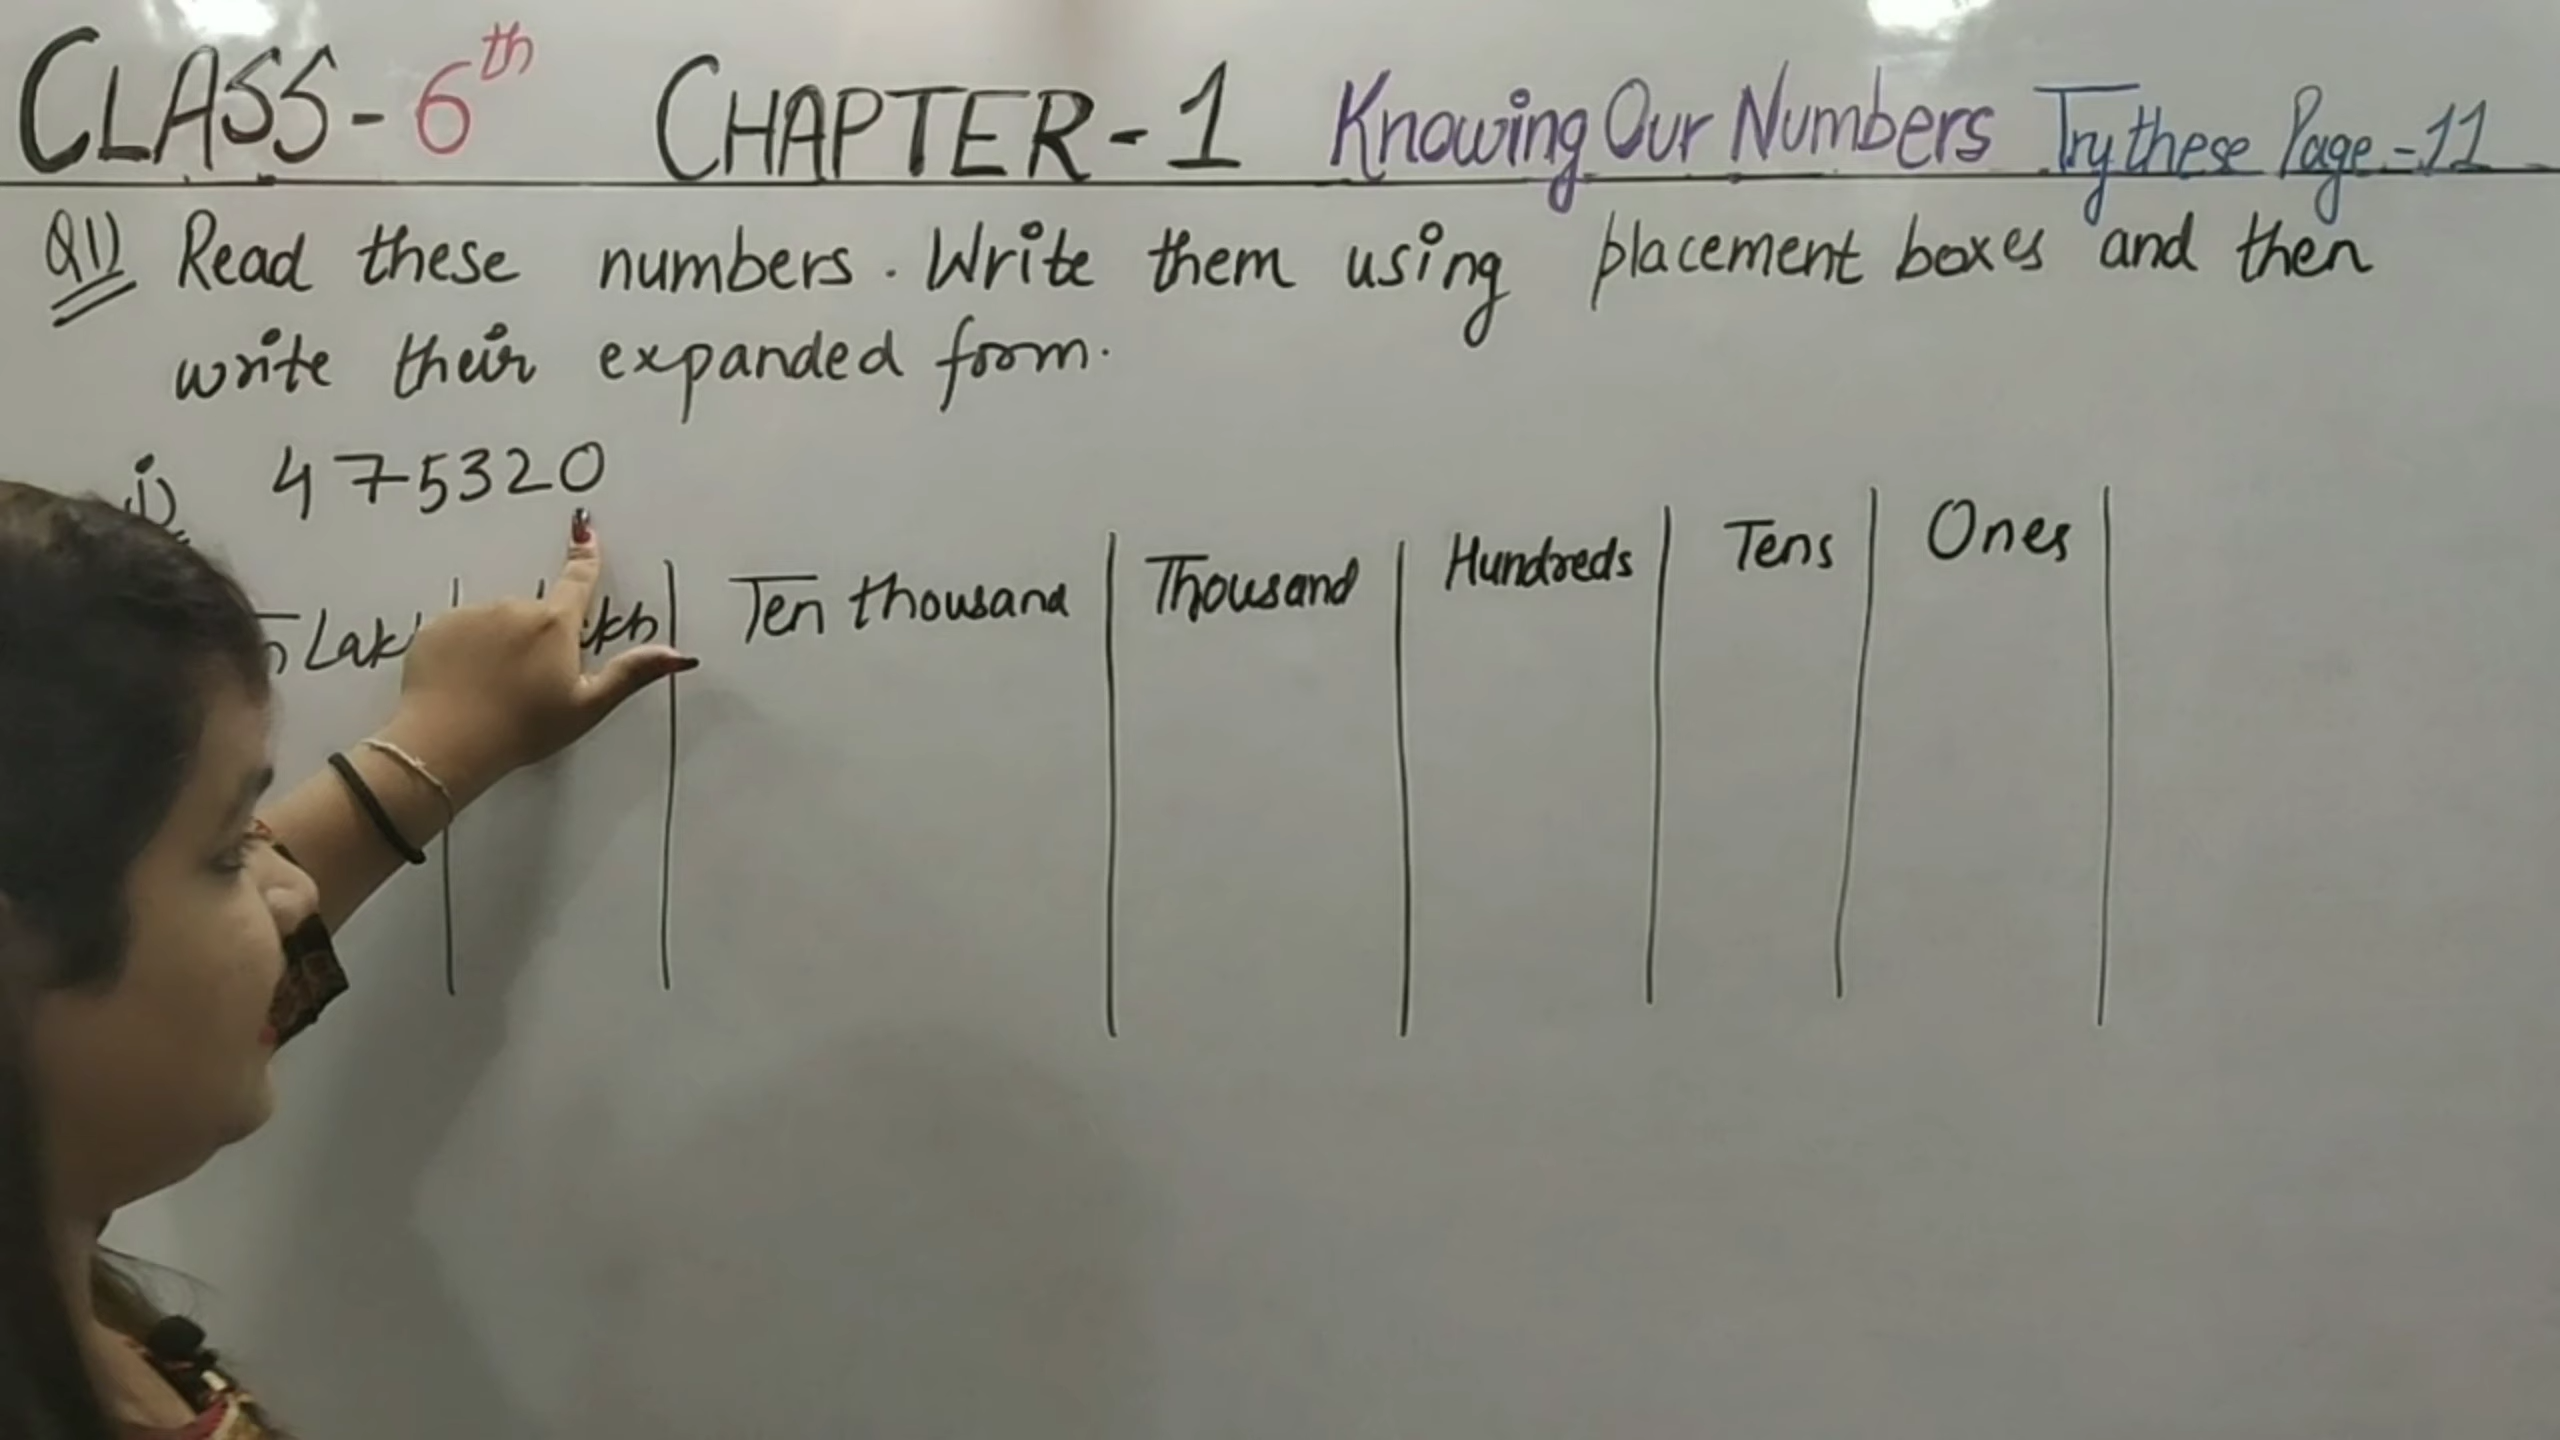 CLASS - 6th CHAPTER - 1 Knowing Our Numbers Try these Page - 11
Q1) Read these numbers. Write them using placement boxes and then
write their expanded form.
i) 475320
Ten thousand Thousand Hundreds Tens Ones